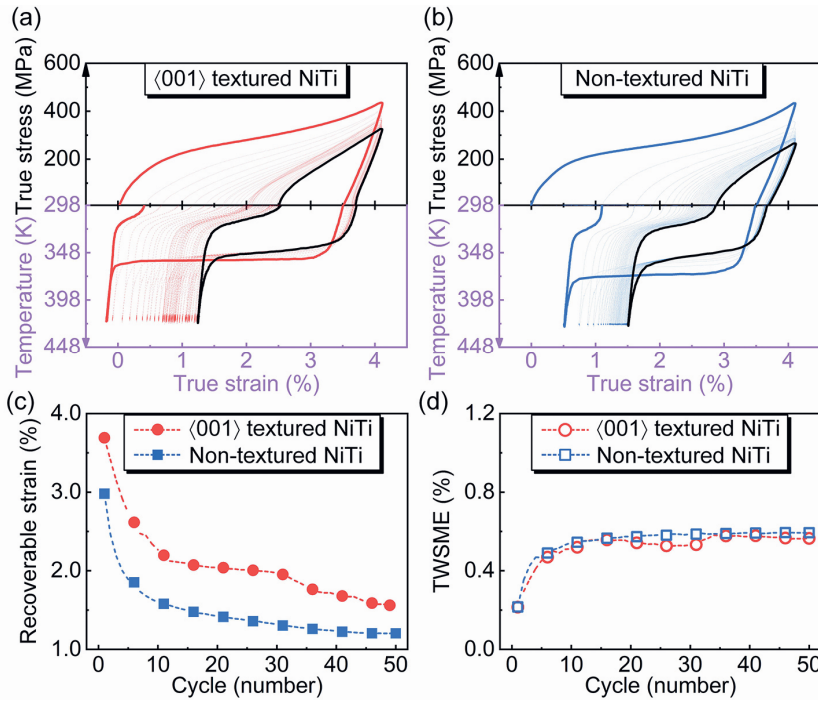 (a)
True stress (MPa)
600
400
200
298
Temperature (K)
348
398
448
⟨001⟩ textured NiTi
0 1 2 3 4
True strain (%)
(b)
True stress (MPa)
600
400
200
298
Temperature (K)
348
398
448
Non-textured NiTi
0 1 2 3 4
True strain (%)
(c)
Recoverable strain (%)
4.0
3.0
2.0
1.0
⟨001⟩ textured NiTi
Non-textured NiTi
0 10 20 30 40 50
Cycle (number)
(d)
TWSME (%)
1.2
0.8
0.4
0.0
⟨001⟩ textured NiTi
Non-textured NiTi
0 10 20 30 40 50
Cycle (number)